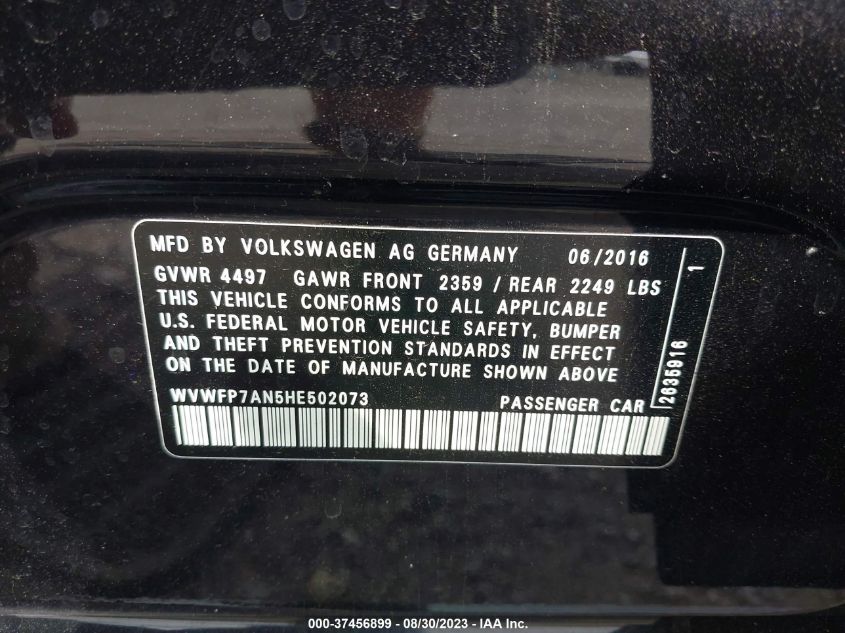 MFD BY VOLKSWAGEN AG GERMANY 06/2016
GVWR 4497 GAWR FRONT 2359 / REAR 2249 LBS
THIS VEHICLE CONFORMS TO ALL APPLICABLE
U.S. FEDERAL MOTOR VEHICLE SAFETY, BUMPER
AND THEFT PREVENTION STANDARDS IN EFFECT
ON THE DATE OF MANUFACTURE SHOWN ABOVE
WVWFP7AN5HE502073 PASSENGER CAR
2635916 1
000-37456899 - 08/30/2023 - IAA Inc.